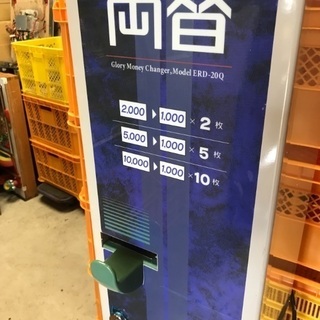 両替
Glory Money Changer, Model ERD-20Q
2,000 ▶ 1,000 × 2 枚
5,000 ▶ 1,000 × 5 枚
10,000 ▶ 1,000 × 10 枚